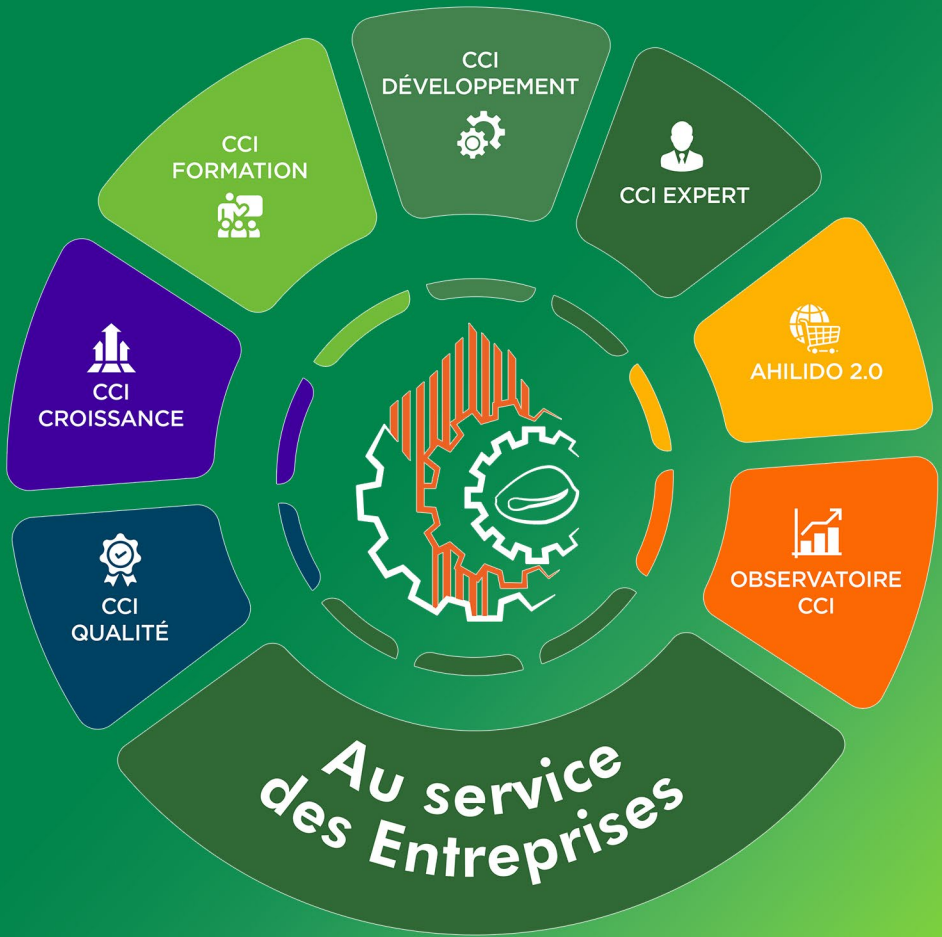 CCI
DÉVELOPPEMENT
CCI
FORMATION
CCI EXPERT
CCI
CROISSANCE
AHILIDO 2.0
CCI
QUALITÉ
OBSERVATOIRE
CCI
Au service
des Entreprises